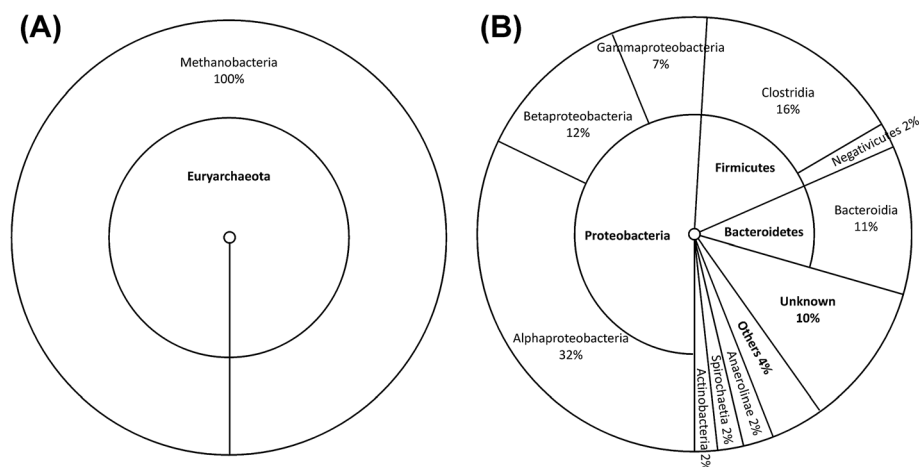 (A)
Methanobacteria
100%
Euryarchaeota
(B)
Gammaproteobacteria
7%
Clostridia
16%
Betaproteobacteria
12%
Negativicutes 2%
Firmicutes
Bacteroidia
11%
Proteobacteria
Bacteroidetes
Unknown
10%
Alphaproteobacteria
32%
Others 4%
Anaerolinae 2%
Spirochaetia 2%
Actinobacteria 2%